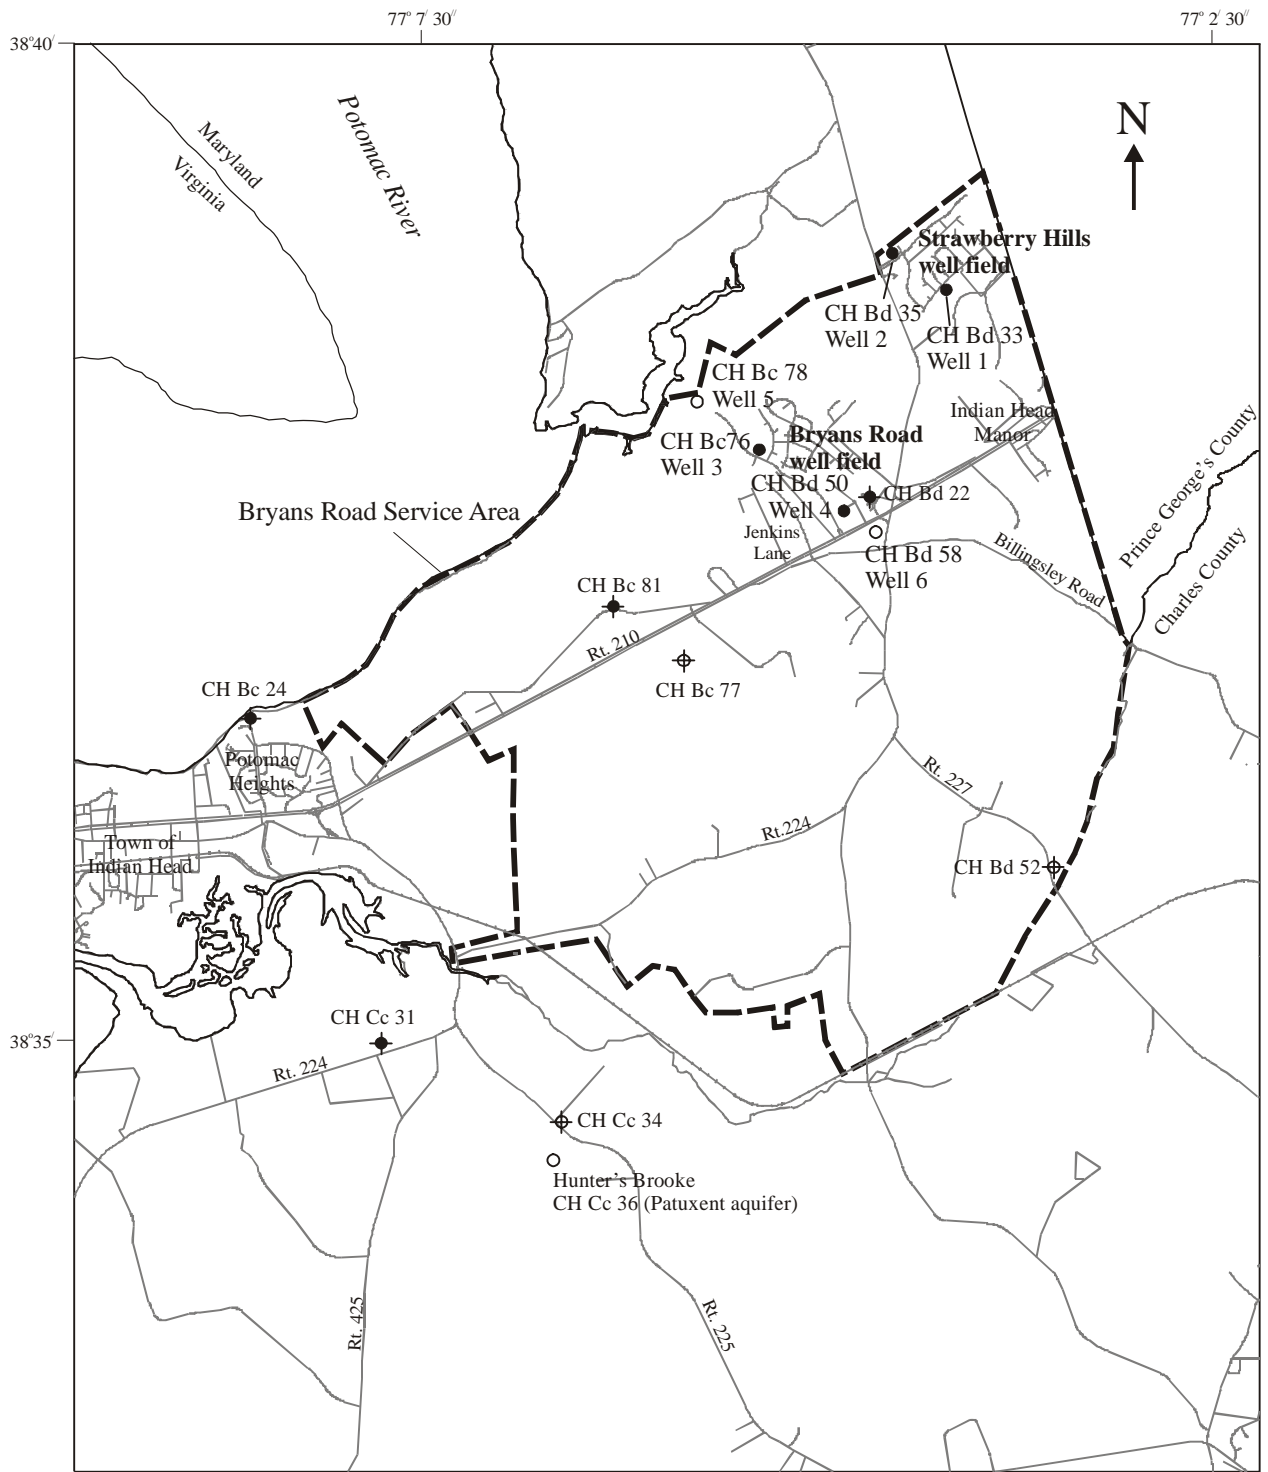 77° 7′ 30″
77° 2′ 30″
38°40′
N
Maryland
Virginia
Potomac River
Strawberry Hills
well field
CH Bd 35
Well 2
CH Bd 33
Well 1
CH Bc 78
Well 5
Indian Head
Manor
CH Bc76
Well 3
Bryans Road
well field
CH Bd 50
Well 4
CH Bd 22
Prince George's County
Charles County
Bryans Road Service Area
Jenkins
Lane
CH Bd 58
Well 6
Billingsley Road
CH Bc 81
Rt. 210
CH Bc 77
CH Bc 24
Potomac
Heights
Rt. 227
Rt.224
Town of
Indian Head
CH Bd 52
CH Cc 31
38°35′
Rt. 224
CH Cc 34
Hunter's Brooke
CH Cc 36 (Patuxent aquifer)
Rt. 425
Rt. 225